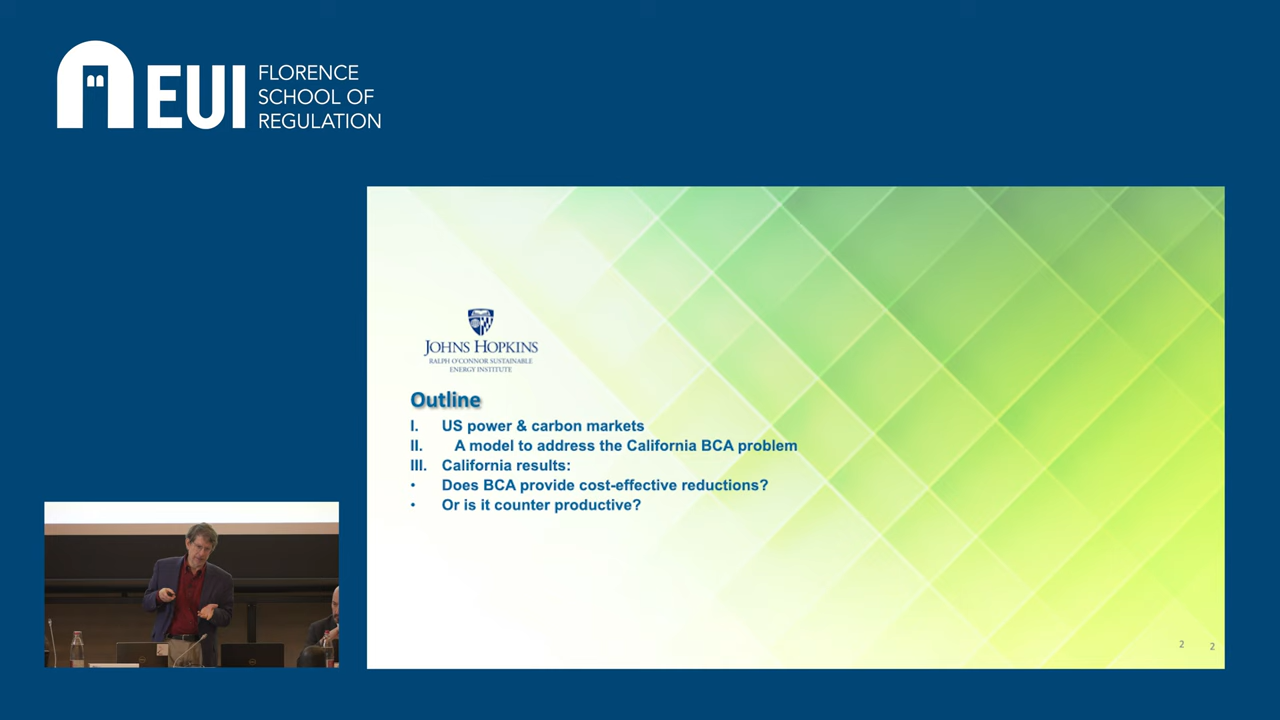 EUI
FLORENCE
SCHOOL OF
REGULATION
JOHNS HOPKINS
RALPH O'CONNOR SUSTAINABLE
ENERGY INSTITUTE
Outline
I. US power & carbon markets
II. A model to address the California BCA problem
III. California results:
• Does BCA provide cost-effective reductions?
• Or is it counter productive?
2 2